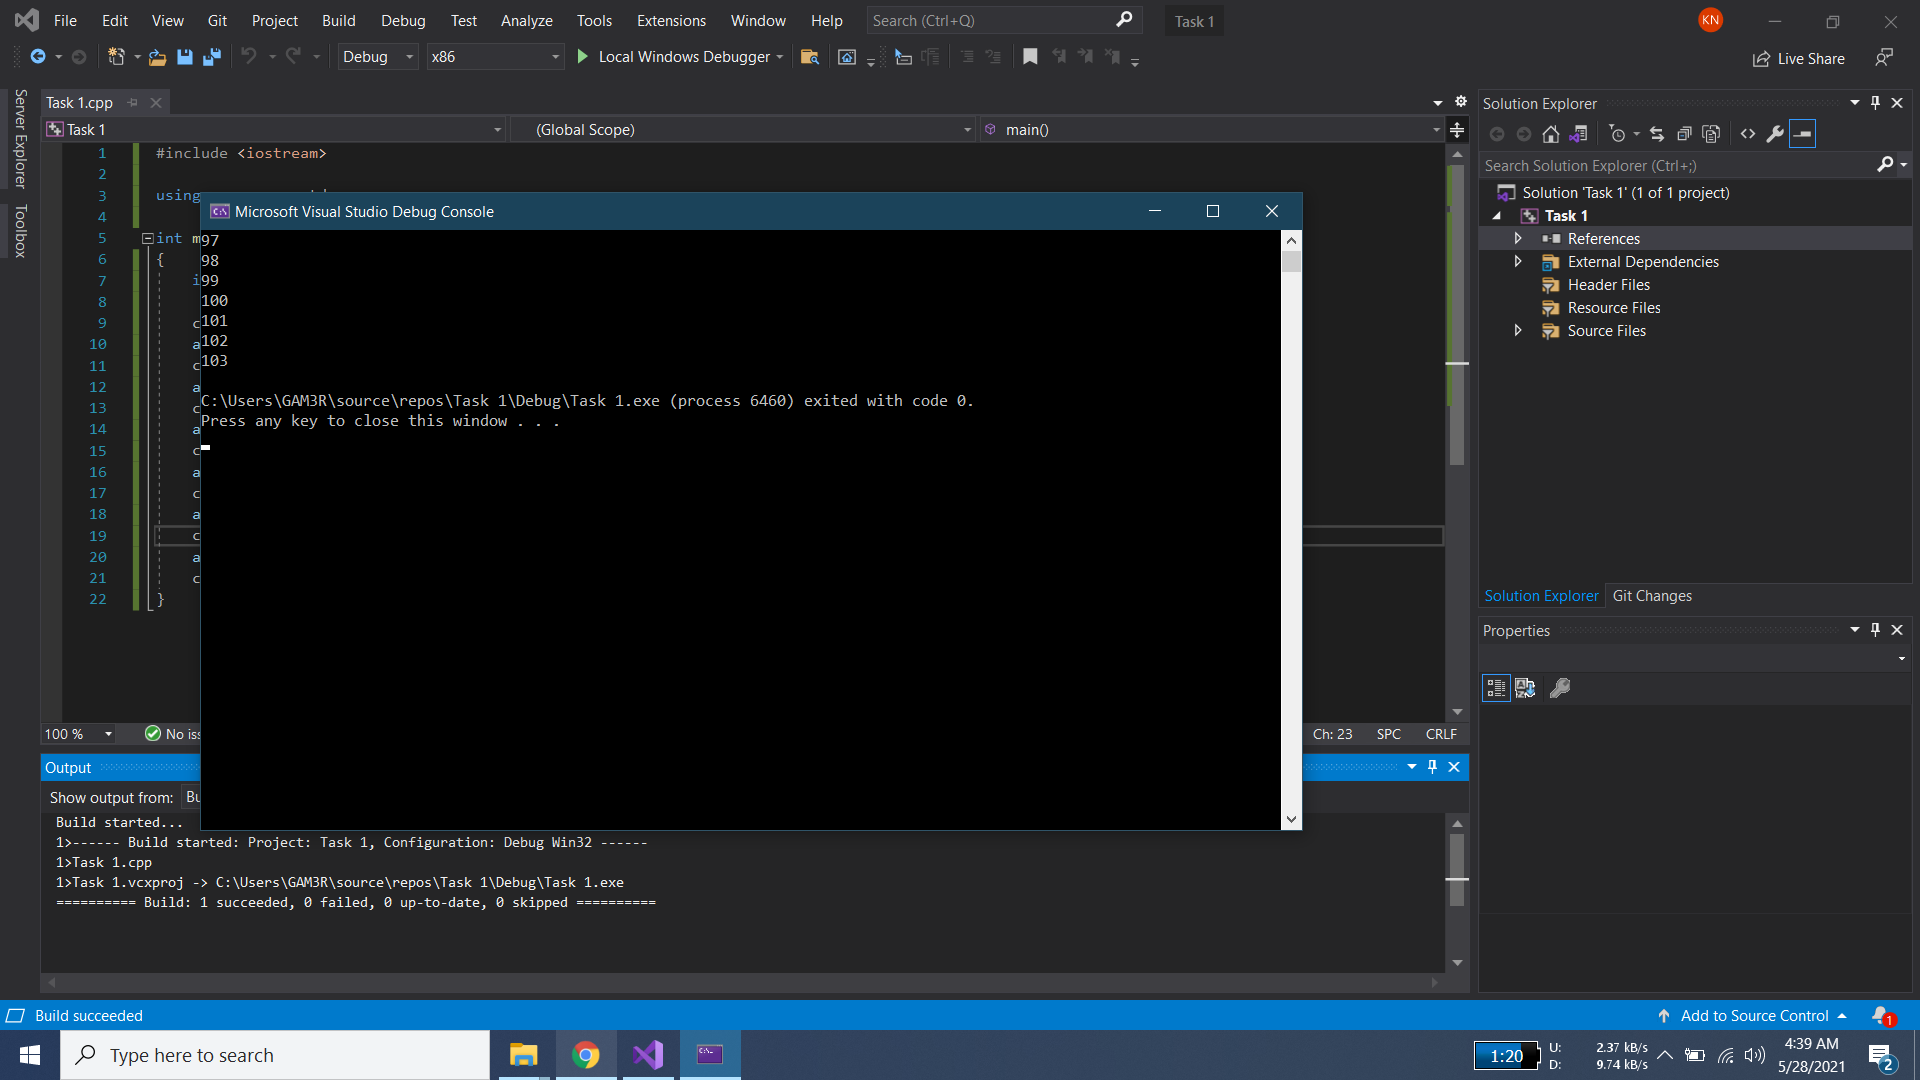 File Edit View Git Project Build Debug Test Analyze Tools Extensions Window Help Search (Ctrl+Q) Task 1 KN
Debug x86 Local Windows Debugger Live Share
Server Explorer
Toolbox
Task 1.cpp
Task 1 (Global Scope) main()
1 #include <iostream>
2
3 using
4
5 int m
6 {
7 i
8
9 c
10 a
11 c
12 a
13 c
14 a
15 c
16 a
17 c
18 a
19 c
20 a
21 c
22 }
Microsoft Visual Studio Debug Console
97
98
99
100
101
102
103
C:\Users\GAM3R\source\repos\Task 1\Debug\Task 1.exe (process 6460) exited with code 0.
Press any key to close this window . . .
100 % No iss Ch: 23 SPC CRLF
Output
Show output from: Bu
Build started...
1>------ Build started: Project: Task 1, Configuration: Debug Win32 ------
1>Task 1.cpp
1>Task 1.vcxproj -> C:\Users\GAM3R\source\repos\Task 1\Debug\Task 1.exe
========== Build: 1 succeeded, 0 failed, 0 up-to-date, 0 skipped ==========
Solution Explorer
Search Solution Explorer (Ctrl+;)
Solution 'Task 1' (1 of 1 project)
Task 1
References
External Dependencies
Header Files
Resource Files
Source Files
Solution Explorer Git Changes
Properties
Build succeeded Add to Source Control 1
Type here to search
1:20
U: 2.37 kB/s
D: 9.74 kB/s
4:39 AM
5/28/2021
2